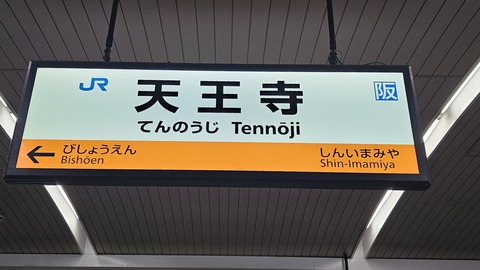 JR 天王寺 阪
てんのうじ Tennōji
← びしょうえん しんいまみや
Bishōen Shin-Imamiya